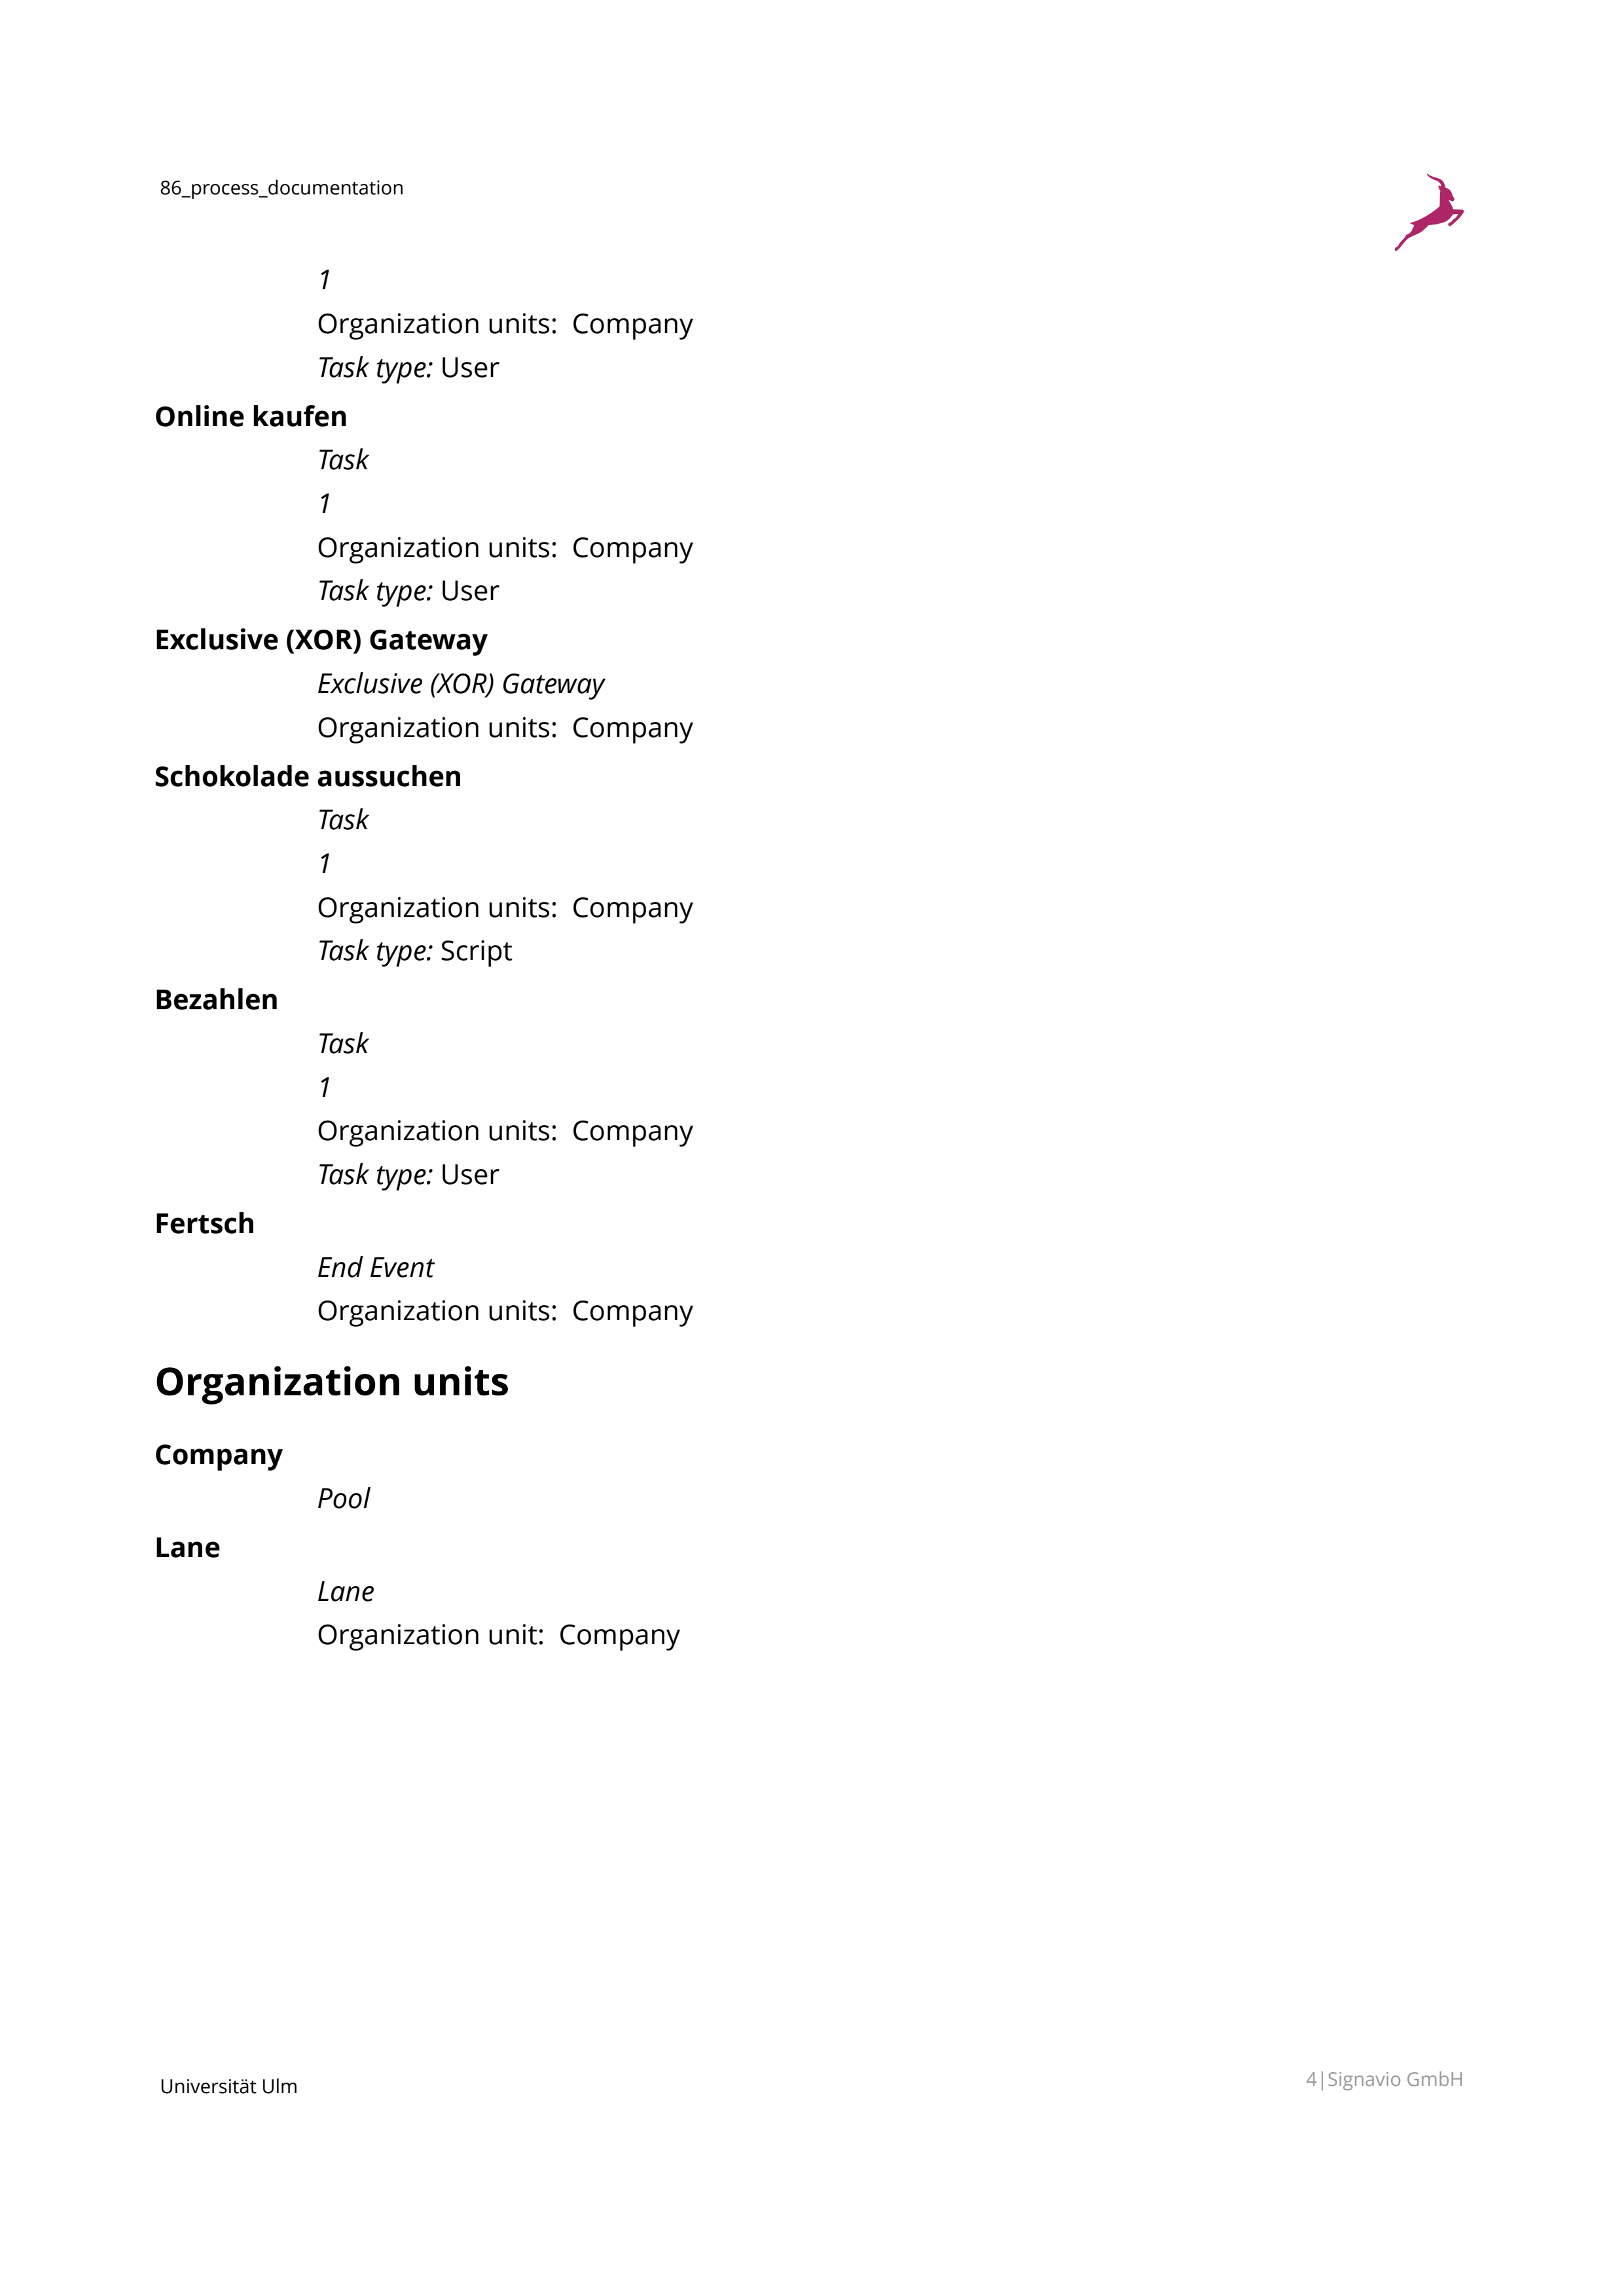 86_process_documentation
1
Organization units:  Company
Task type: User
Online kaufen
Task
1
Organization units:  Company
Task type: User
Exclusive (XOR) Gateway
Exclusive (XOR) Gateway
Organization units:  Company
Schokolade aussuchen
Task
1
Organization units:  Company
Task type: Script
Bezahlen
Task
1
Organization units:  Company
Task type: User
Fertsch
End Event
Organization units:  Company
Organization units
Company
Pool
Lane
Lane
Organization unit:  Company
Universität Ulm
4|Signavio GmbH